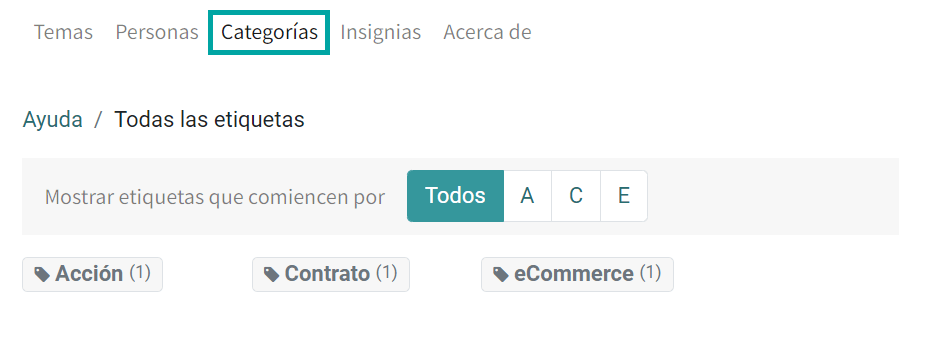 Temas Personas Categorías Insignias Acerca de
Ayuda / Todas las etiquetas
Mostrar etiquetas que comiencen por Todos A C E
Acción (1) Contrato (1) eCommerce (1)